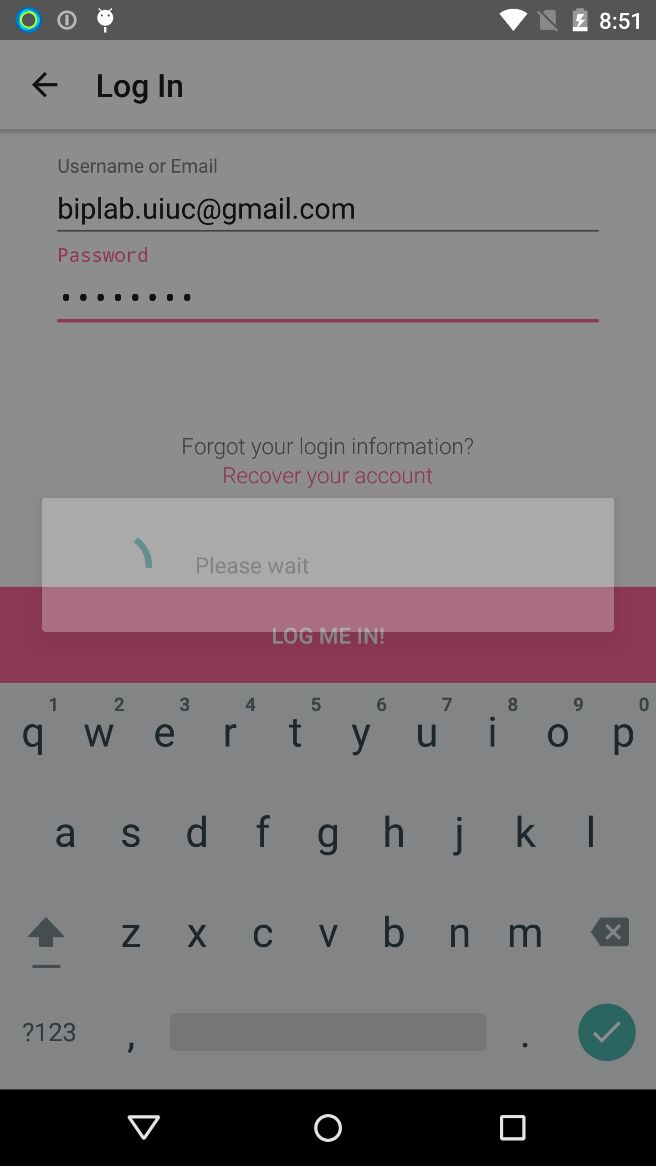 8:51
Log In
Username or Email
biplab.uiuc@gmail.com
Password
••••••••
Forgot your login information?
Recover your account
Please wait
LOG ME IN!
1 2 3 4 5 6 7 8 9 0
q w e r t y u i o p
a s d f g h j k l
z x c v b n m
?123 , .